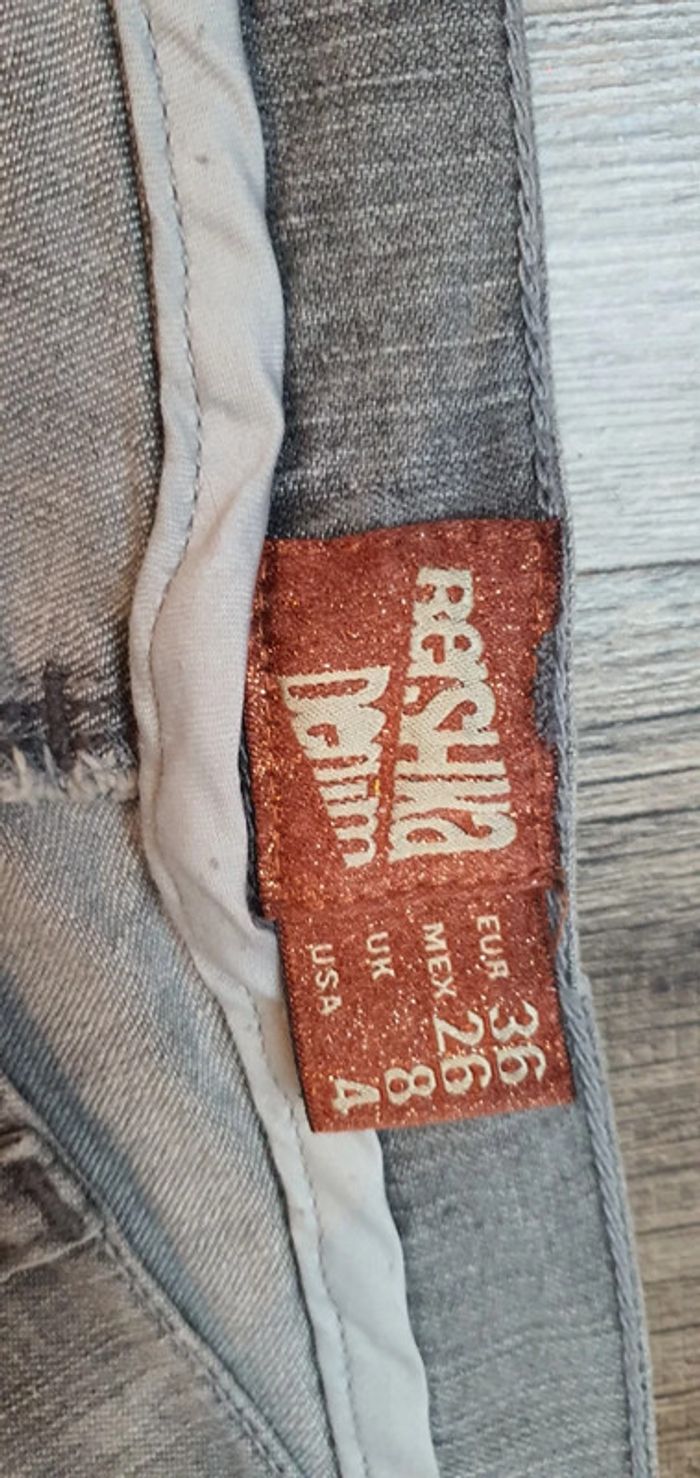 Bershka
Denim
EUR 36
MEX 26
UK 8
USA 4